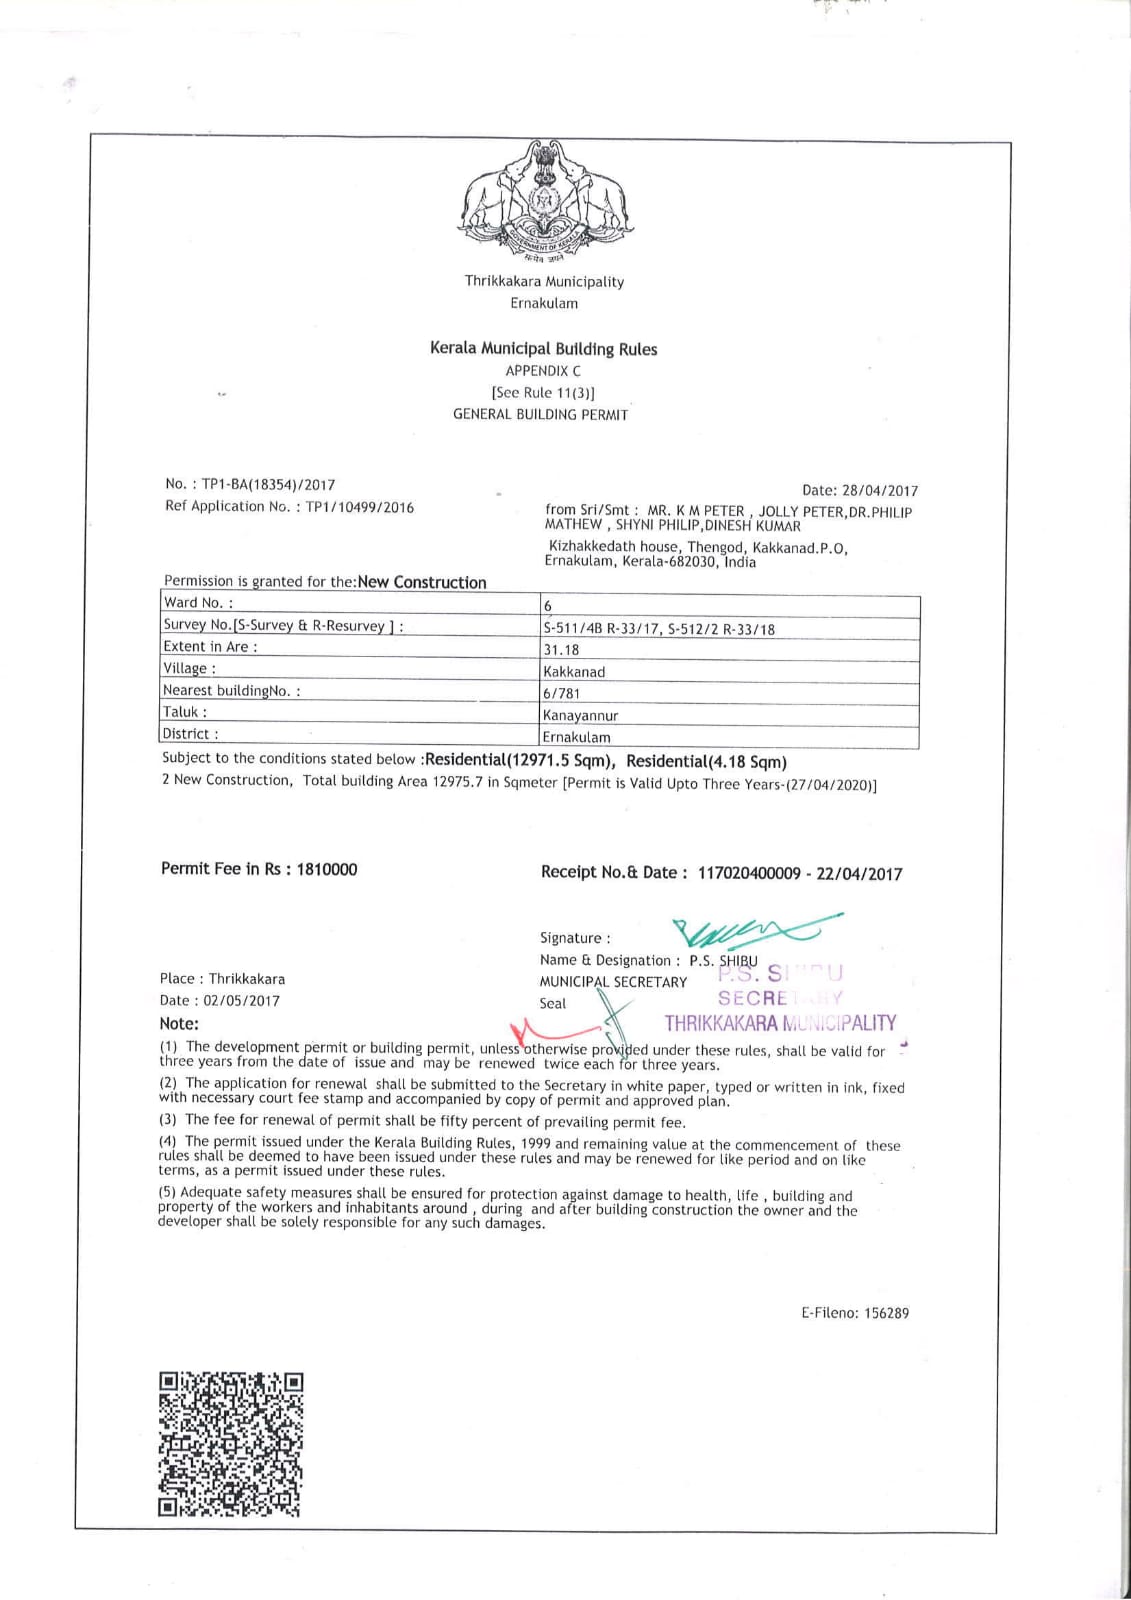 GOVERNMENT OF KERALA
सत्यमेव जयते
Thrikkakara Municipality
Ernakulam
Kerala Municipal Building Rules
APPENDIX C
[See Rule 11(3)]
GENERAL BUILDING PERMIT
No. : TP1-BA(18354)/2017
Date: 28/04/2017
Ref Application No. : TP1/10499/2016
from Sri/Smt : MR. K M PETER , JOLLY PETER,DR.PHILIP
MATHEW , SHYNI PHILIP,DINESH KUMAR
Kizhakkedath house, Thengod, Kakkanad.P.O,
Ernakulam, Kerala-682030, India
Permission is granted for the:New Construction
Ward No. : 6
Survey No.[S-Survey & R-Resurvey ] : S-511/4B R-33/17, S-512/2 R-33/18
Extent in Are : 31.18
Village : Kakkanad
Nearest buildingNo. : 6/781
Taluk : Kanayannur
District : Ernakulam
Subject to the conditions stated below :Residential(12971.5 Sqm), Residential(4.18 Sqm)
2 New Construction, Total building Area 12975.7 in Sqmeter [Permit is Valid Upto Three Years-(27/04/2020)]
Permit Fee in Rs : 1810000
Receipt No.& Date : 117020400009 - 22/04/2017
Signature :
Name & Designation : P.S. SHIBU
P.S. S U
Place : Thrikkakara
MUNICIPAL SECRETARY
SECRETARY
Date : 02/05/2017
Seal
THRIKKAKARA MUNICIPALITY
Note:
(1) The development permit or building permit, unless otherwise provided under these rules, shall be valid for
three years from the date of issue and may be renewed twice each for three years.
(2) The application for renewal shall be submitted to the Secretary in white paper, typed or written in ink, fixed
with necessary court fee stamp and accompanied by copy of permit and approved plan.
(3) The fee for renewal of permit shall be fifty percent of prevailing permit fee.
(4) The permit issued under the Kerala Building Rules, 1999 and remaining value at the commencement of these
rules shall be deemed to have been issued under these rules and may be renewed for like period and on like
terms, as a permit issued under these rules.
(5) Adequate safety measures shall be ensured for protection against damage to health, life , building and
property of the workers and inhabitants around , during and after building construction the owner and the
developer shall be solely responsible for any such damages.
E-Fileno: 156289